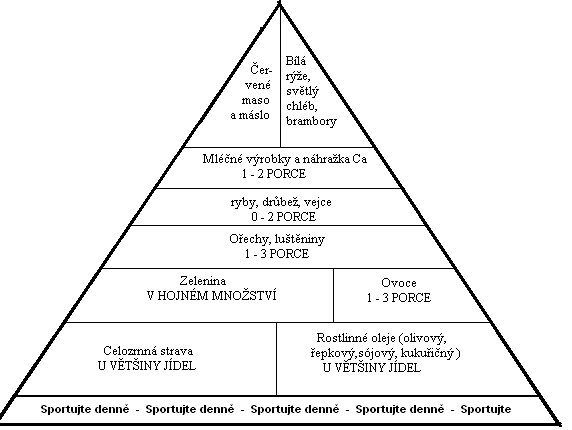 Čer-
vené
maso
a máslo
Bílá
rýže,
světlý
chléb,
brambory
Mléčné výrobky a náhražka Ca
1 - 2 PORCE
ryby, drůbež, vejce
0 - 2 PORCE
Ořechy, luštěniny
1 - 3 PORCE
Zelenina
V HOJNÉM MNOŽSTVÍ
Ovoce
1 - 3 PORCE
Celozrnná strava
U VĚTŠINY JÍDEL
Rostlinné oleje (olivový,
řepkový,sójový, kukuřičný )
U VĚTŠINY JÍDEL
Sportujte denně - Sportujte denně - Sportujte denně - Sportujte denně - Sportujte